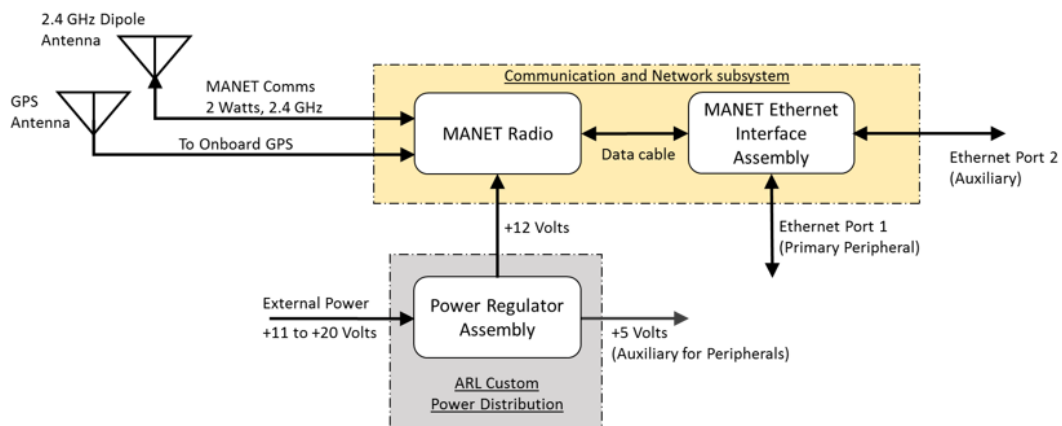 2.4 GHz Dipole
Antenna
GPS
Antenna
MANET Comms
2 Watts, 2.4 GHz
To Onboard GPS
Communication and Network subsystem
MANET Radio
Data cable
MANET Ethernet
Interface
Assembly
Ethernet Port 2
(Auxiliary)
Ethernet Port 1
(Primary Peripheral)
+12 Volts
External Power
+11 to +20 Volts
Power Regulator
Assembly
+5 Volts
(Auxiliary for Peripherals)
ARL Custom
Power Distribution